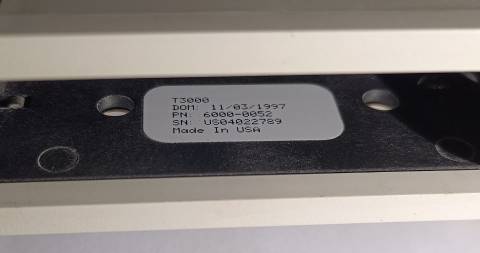 T3000
DOM: 11/03/1997
PN: 6000-0052
SN: US04022789
Made In USA